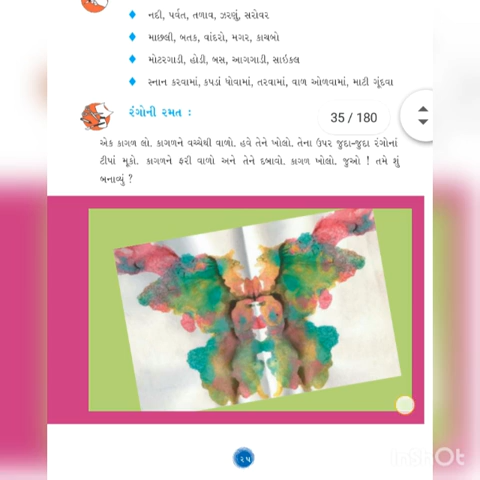 નદી, પર્વત, તળાવ, ઝરણું, સરોવર
માછલી, બતક, વાંદરો, મગર, કાચબો
મોટરગાડી, હોડી, બસ, આગગાડી, સાઇકલ
સ્નાન કરવામાં, કપડાં ધોવામાં, તરવામાં, વાળ ઓળવામાં, માટી ગૂંદવા
રંગોની રમત :
35 / 180
એક કાગળ લો. કાગળને વચ્ચેથી વાળો. હવે તેને ખોલો. તેના ઉપર જુદા-જુદા રંગોનાં
ટીપાં મૂકો. કાગળને ફરી વાળો અને તેને દબાવો. કાગળ ખોલો. જુઓ ! તમે શું
બનાવ્યું ?
૨૫
InShOt